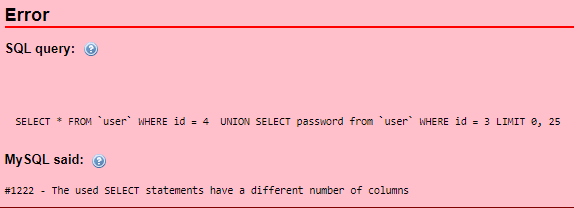 Error
SQL query:
SELECT * FROM `user` WHERE id = 4  UNION SELECT password from `user` WHERE id = 3 LIMIT 0, 25
MySQL said:
#1222 - The used SELECT statements have a different number of columns